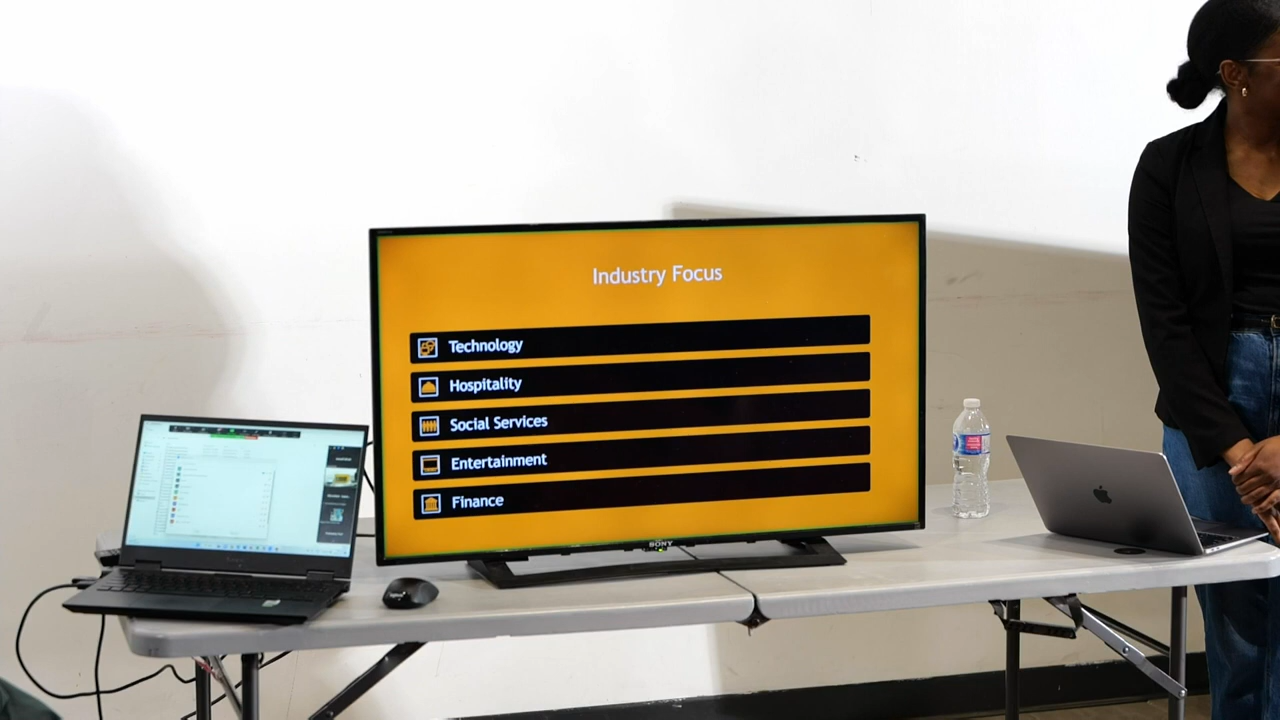 Industry Focus
Technology
Hospitality
Social Services
Entertainment
Finance
SONY